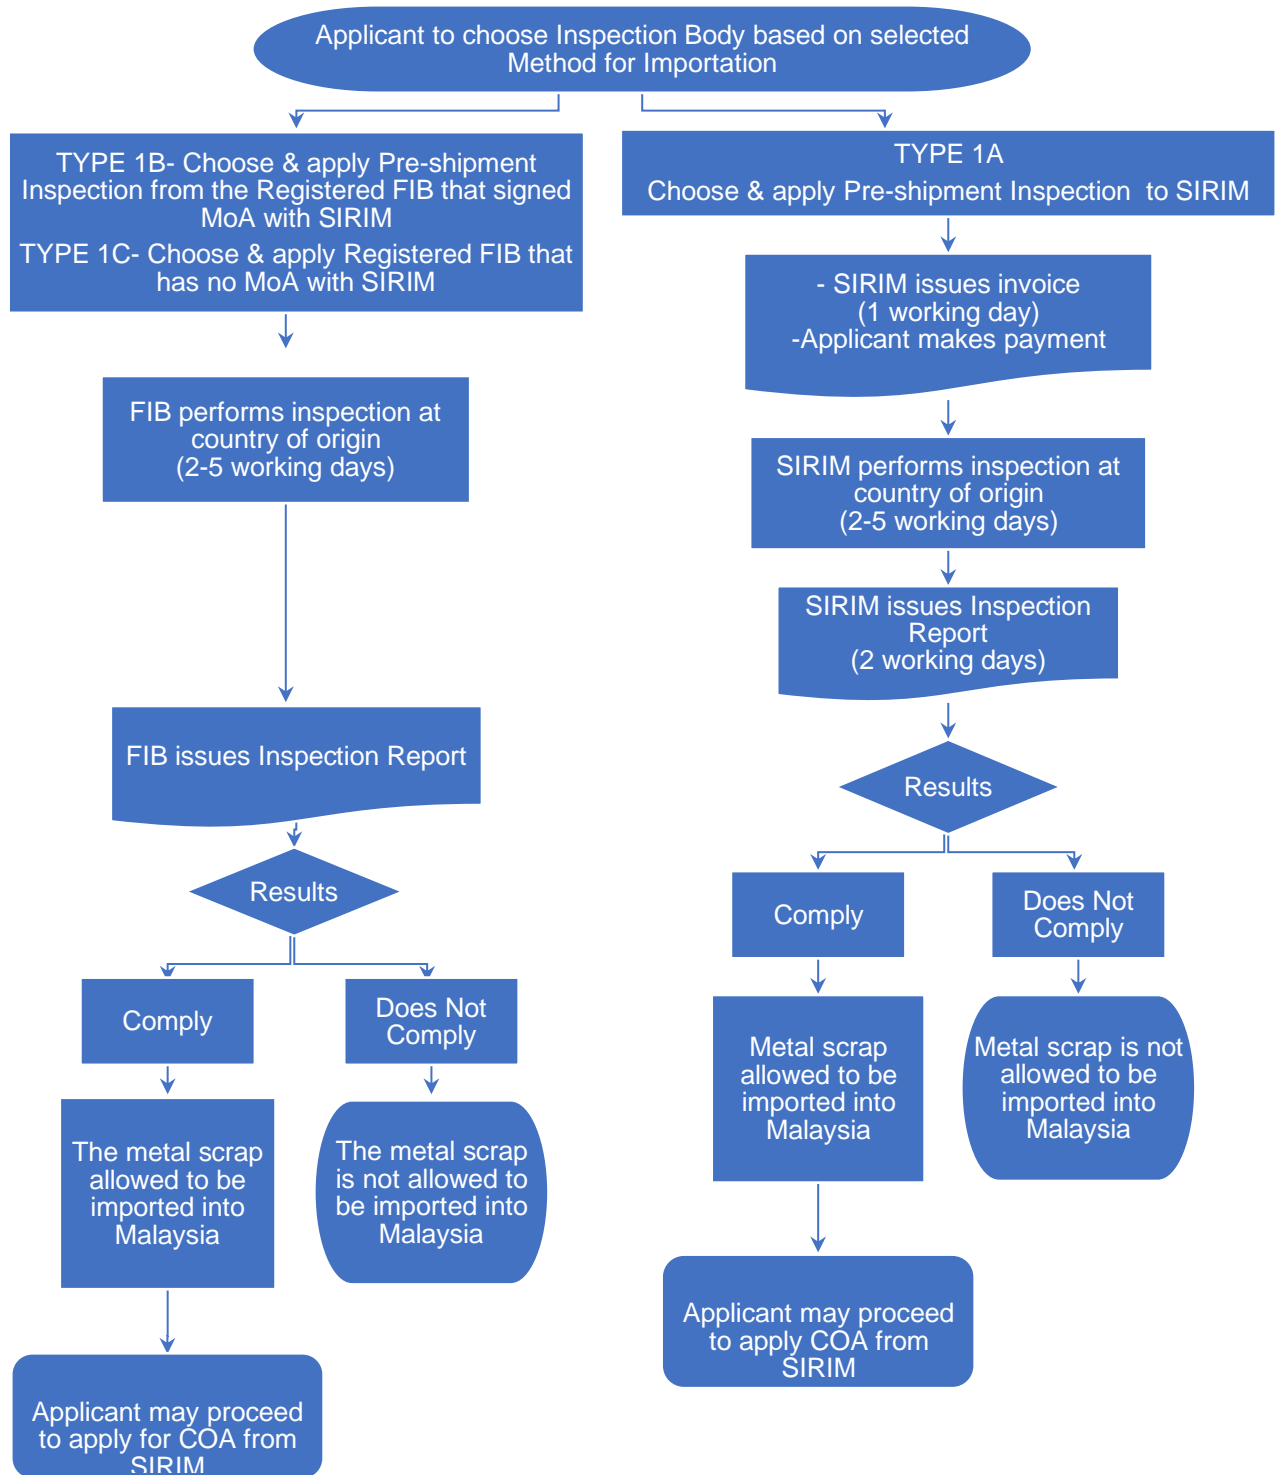 Applicant to choose Inspection Body based on selected
Method for Importation
TYPE 1B- Choose & apply Pre-shipment
Inspection from the Registered FIB that signed
MoA with SIRIM
TYPE 1C- Choose & apply Registered FIB that
has no MoA with SIRIM
FIB performs inspection at
country of origin
(2-5 working days)
FIB issues Inspection Report
Results
Comply
Does Not
Comply
The metal scrap
allowed to be
imported into
Malaysia
The metal scrap
is not allowed to
be imported into
Malaysia
Applicant may proceed
to apply for COA from
SIRIM
TYPE 1A
Choose & apply Pre-shipment Inspection to SIRIM
- SIRIM issues invoice
(1 working day)
-Applicant makes payment
SIRIM performs inspection at
country of origin
(2-5 working days)
SIRIM issues Inspection
Report
(2 working days)
Results
Comply
Does Not
Comply
Metal scrap
allowed to be
imported into
Malaysia
Metal scrap is not
allowed to be
imported into
Malaysia
Applicant may proceed
to apply COA from
SIRIM